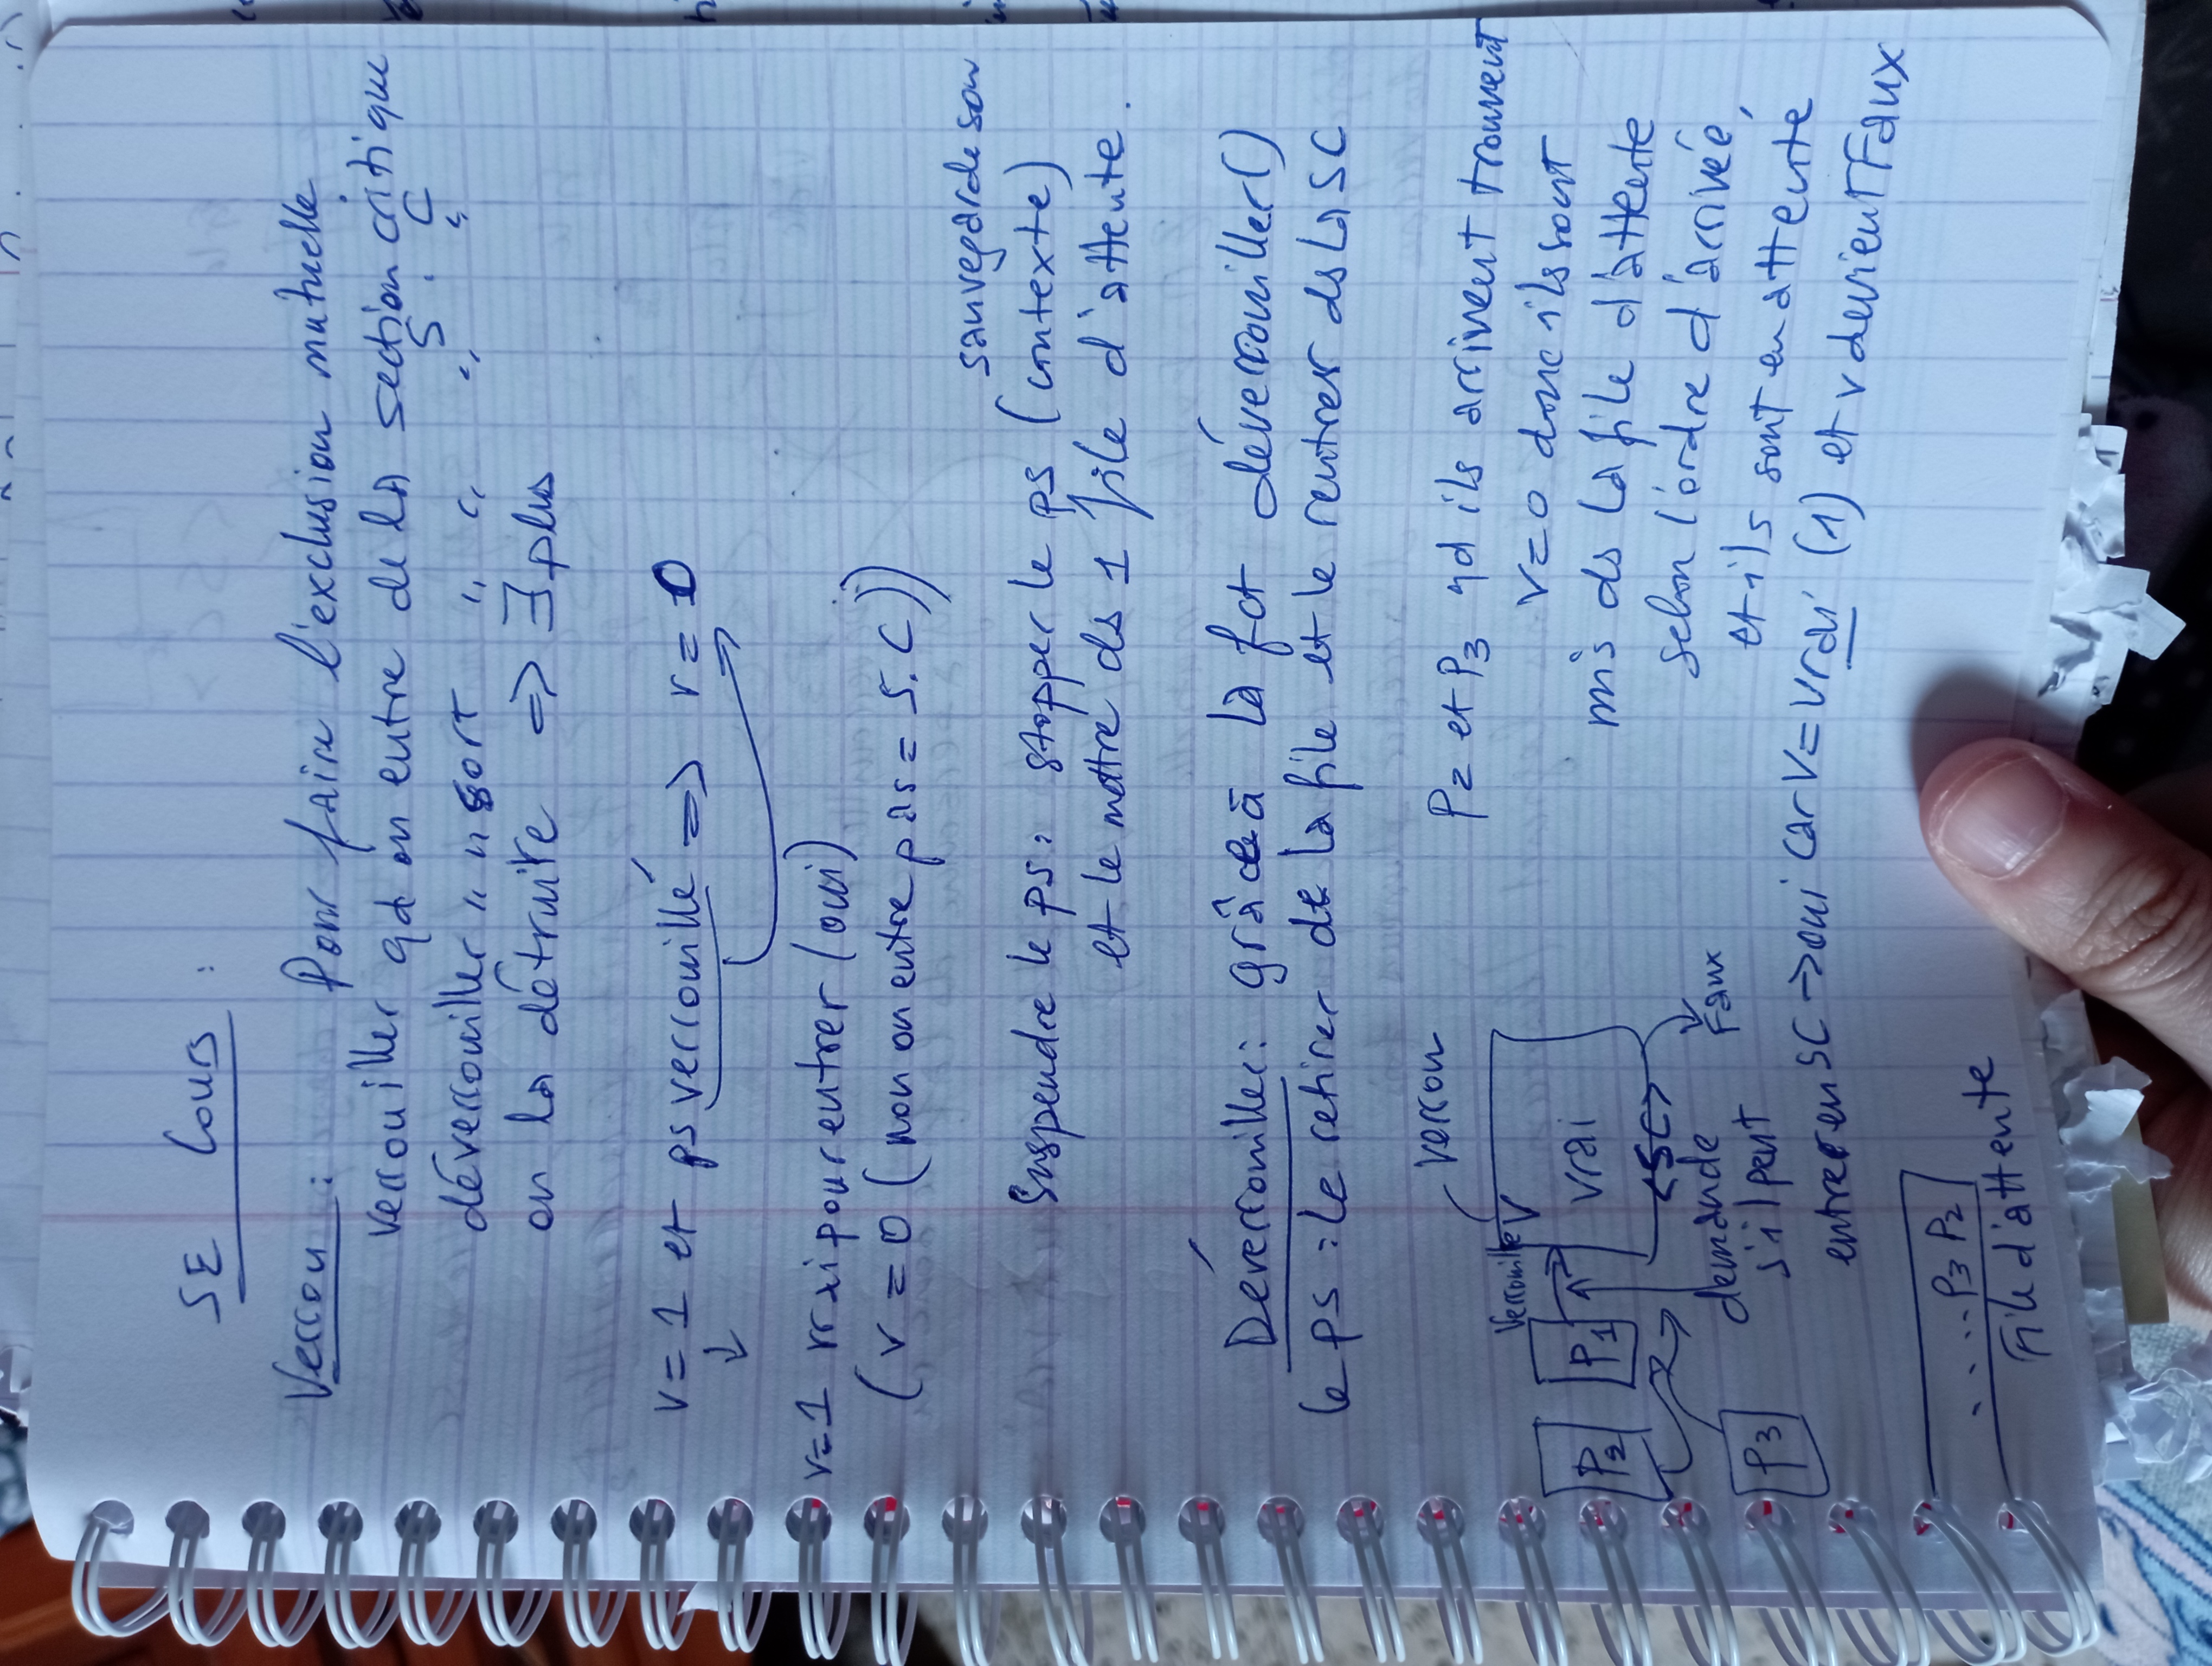 SE Cours :
Verrou : Pour faire l'exclusion mutuelle
verrouiller qd on entre de la section critique
S . C
déverrouiller " " sort " " " "
on la détruite => ∃ plus
v = 1 et ps verrouillé => v = 0
↓
v=1 vrai pour entrer (oui)
(v = 0 (non on entre pas = S.C))
sauvegarde son
Suspendre le ps : stopper le ps (contexte)
et le mettre ds 1 file d'attente.
Déverrouiller : grâce à la fct déverrouiller()
le ps : le retirer de la file et le rentrer ds la SC
verrou
Verrouille V
vrai
<SC>
P2
P1
P3
Faux
demande
s'il peut
entrer en SC → oui car V = vrai (1) et v devient Faux
P2 et P3 qd ils arrivent trouvent
V=0 donc ils sont
mis ds la file d'attente
selon l'ordre d'arrivée,
et ils sont en attente
.....P3 P2
File d'attente